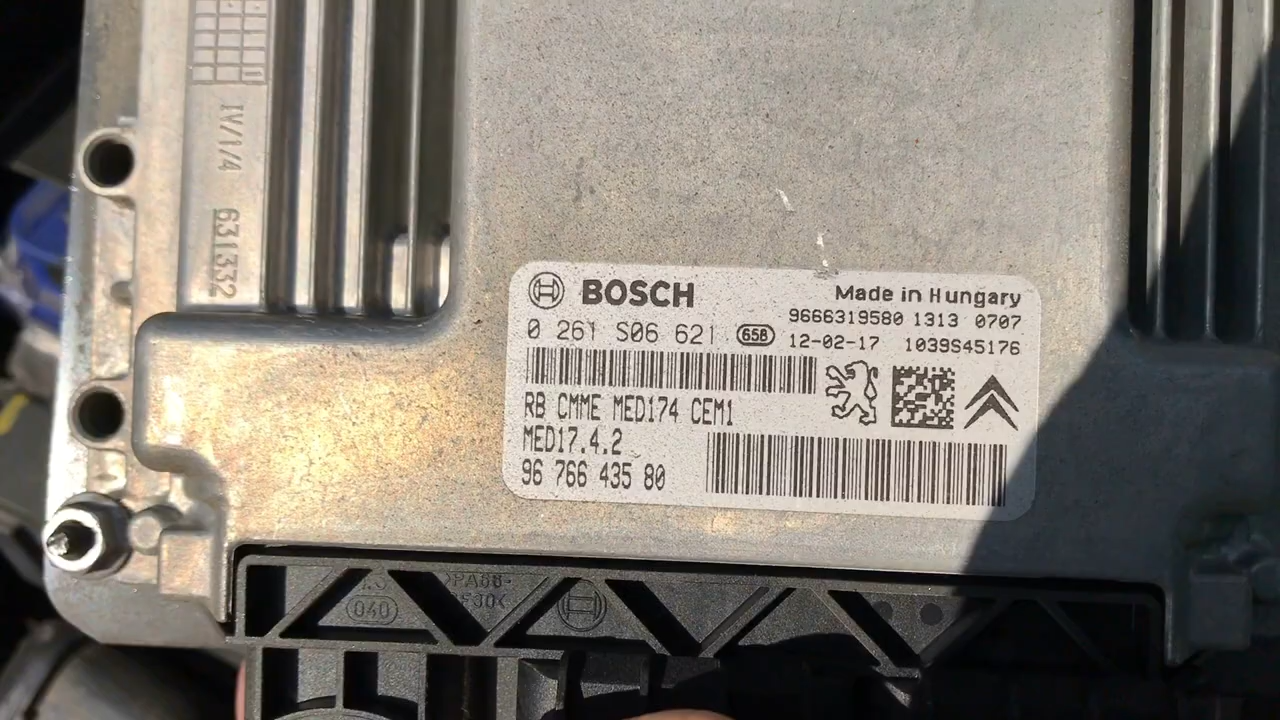 IV/1/4
631332
BOSCH
Made in Hungary
9666319580 1313 0707
0 261 S06 621
658
12-02-17 1039S45176
RB CMME MED174 CEM1
MED17.4.2
96 766 435 80
040